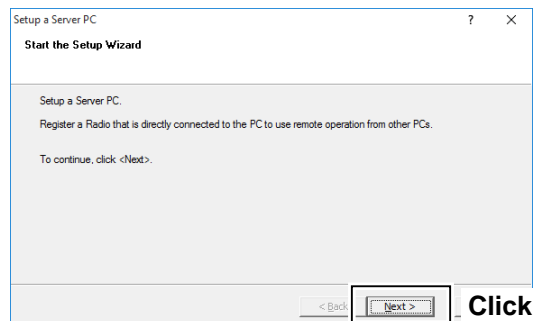 Setup a Server PC ? ×
Start the Setup Wizard
Setup a Server PC.
Register a Radio that is directly connected to the PC to use remote operation from other PCs.
To continue, click <Next>.
< Back Next > Click